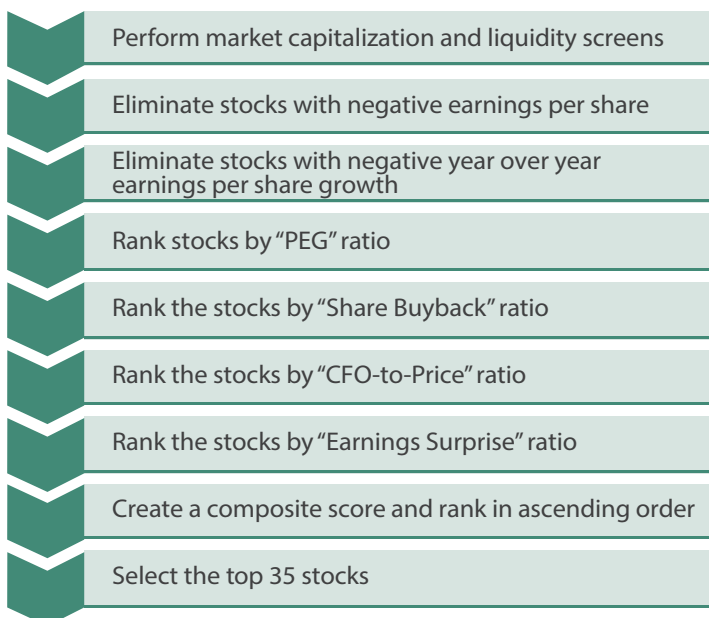 Perform market capitalization and liquidity screens
Eliminate stocks with negative earnings per share
Eliminate stocks with negative year over year
earnings per share growth
Rank stocks by “PEG” ratio
Rank the stocks by “Share Buyback” ratio
Rank the stocks by “CFO-to-Price” ratio
Rank the stocks by “Earnings Surprise” ratio
Create a composite score and rank in ascending order
Select the top 35 stocks